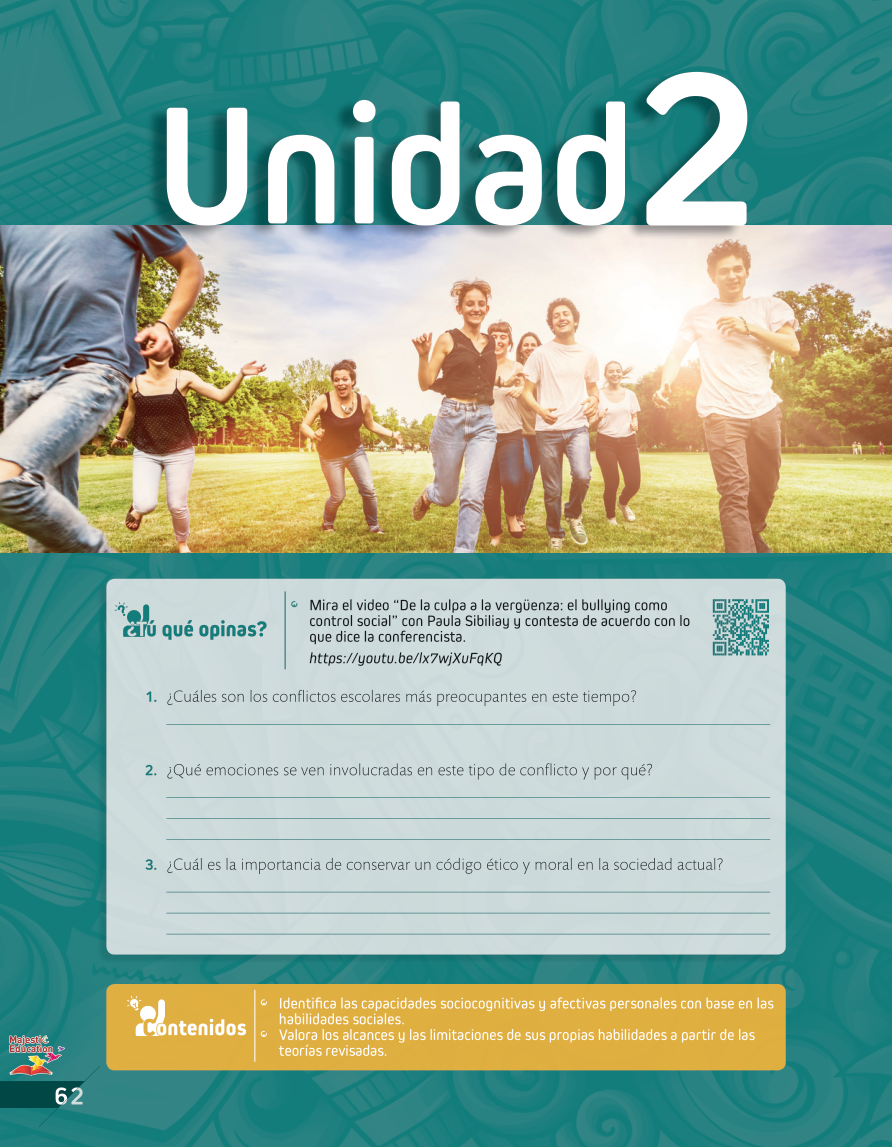 Unidad2
¿Tú qué opinas?
Mira el video “De la culpa a la vergüenza: el bullying como
control social” con Paula Sibiliay y contesta de acuerdo con lo
que dice la conferencista.
https://youtu.be/lx7wjXuFqKQ
1. ¿Cuáles son los conflictos escolares más preocupantes en este tiempo?
2. ¿Qué emociones se ven involucradas en este tipo de conflicto y por qué?
3. ¿Cuál es la importancia de conservar un código ético y moral en la sociedad actual?
Contenidos
Identifica las capacidades sociocognitivas y afectivas personales con base en las
habilidades sociales.
Valora los alcances y las limitaciones de sus propias habilidades a partir de las
teorías revisadas.
Majestic
Education
62